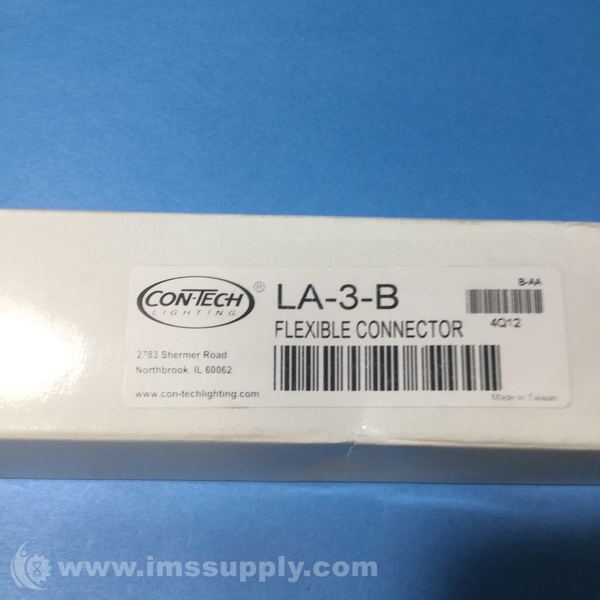 CON-TECH®
LIGHTING
LA-3-B
FLEXIBLE CONNECTOR
B-AA
4Q12
2783 Shermer Road
Northbrook, IL 60062
www.con-techlighting.com
Made in Taiwan
www.imssupply.com